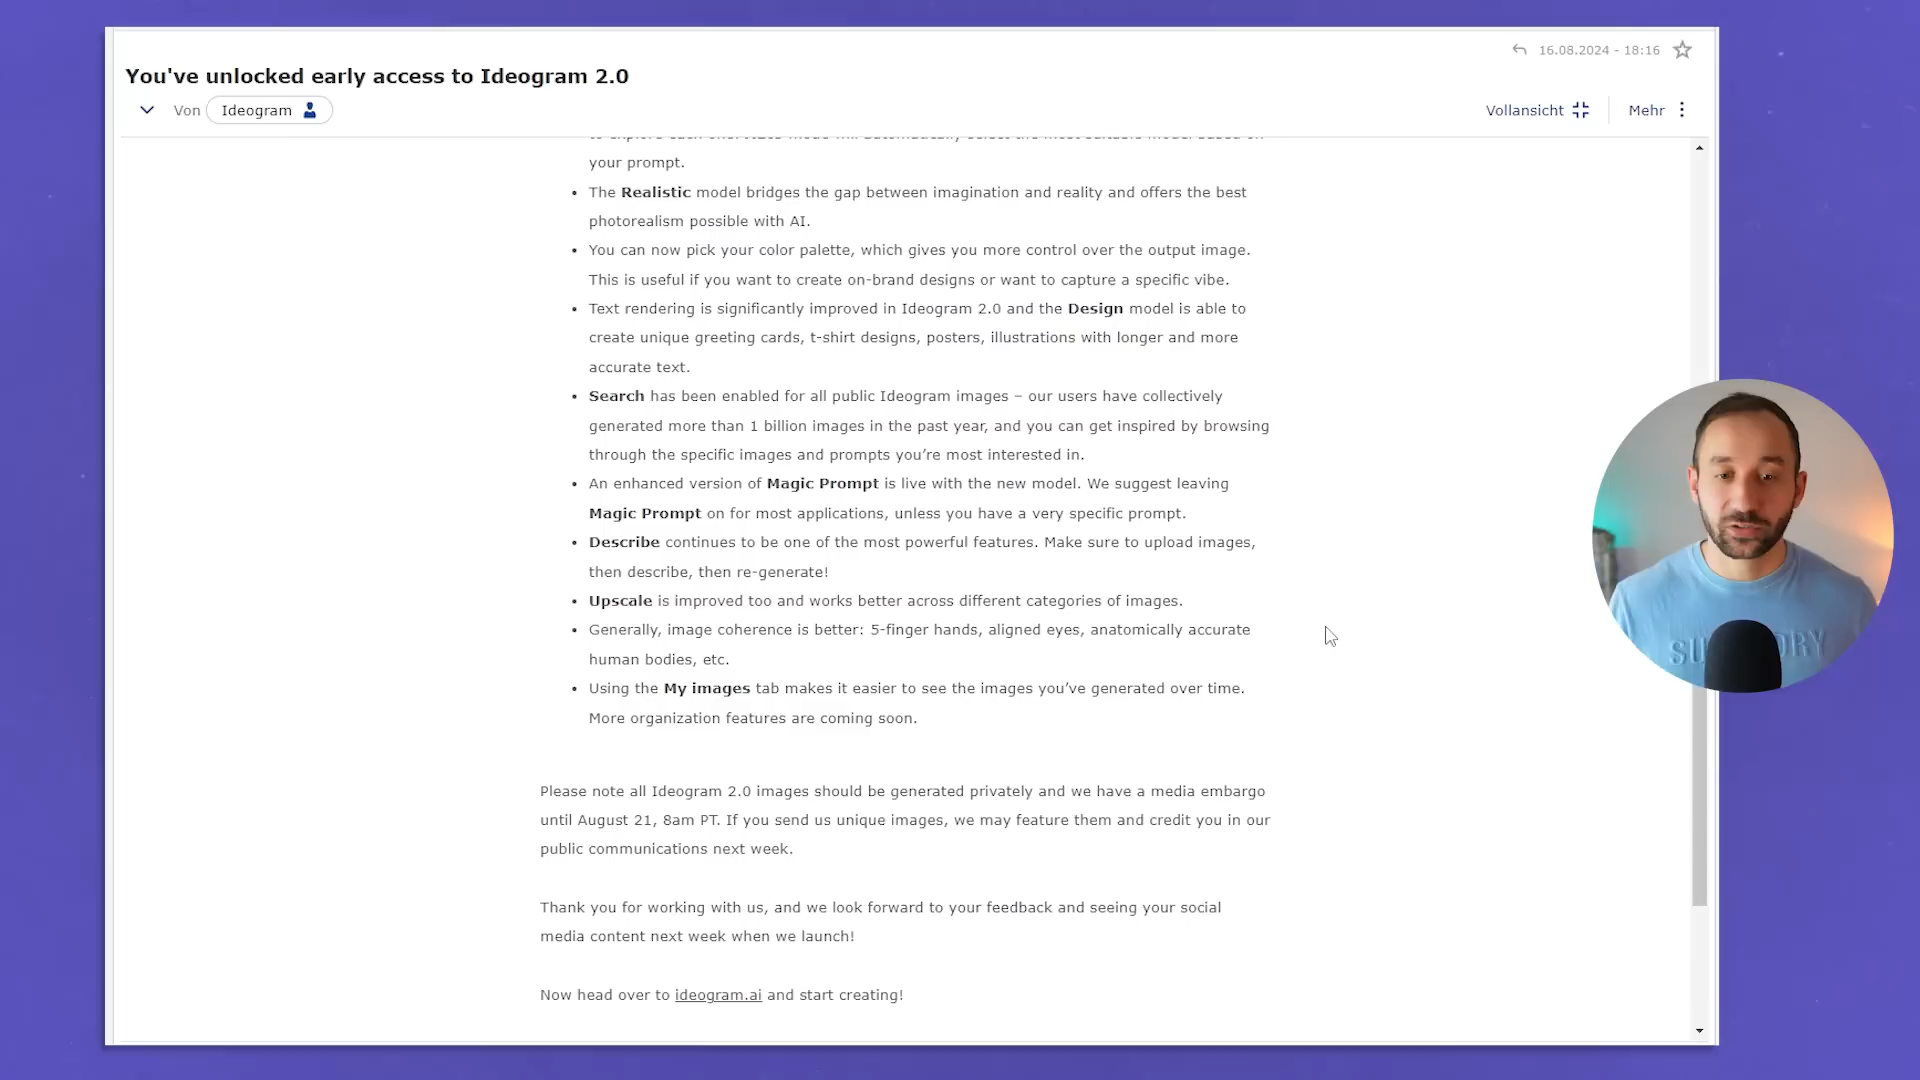 16.08.2024 - 18:16
You've unlocked early access to Ideogram 2.0
Von Ideogram
Vollansicht
Mehr
to explore each one. Auto mode will automatically select the most suitable model based on
your prompt.
• The Realistic model bridges the gap between imagination and reality and offers the best
photorealism possible with AI.
• You can now pick your color palette, which gives you more control over the output image.
This is useful if you want to create on-brand designs or want to capture a specific vibe.
• Text rendering is significantly improved in Ideogram 2.0 and the Design model is able to
create unique greeting cards, t-shirt designs, posters, illustrations with longer and more
accurate text.
• Search has been enabled for all public Ideogram images – our users have collectively
generated more than 1 billion images in the past year, and you can get inspired by browsing
through the specific images and prompts you’re most interested in.
• An enhanced version of Magic Prompt is live with the new model. We suggest leaving
Magic Prompt on for most applications, unless you have a very specific prompt.
• Describe continues to be one of the most powerful features. Make sure to upload images,
then describe, then re-generate!
• Upscale is improved too and works better across different categories of images.
• Generally, image coherence is better: 5-finger hands, aligned eyes, anatomically accurate
human bodies, etc.
• Using the My images tab makes it easier to see the images you’ve generated over time.
More organization features are coming soon.
Please note all Ideogram 2.0 images should be generated privately and we have a media embargo
until August 21, 8am PT. If you send us unique images, we may feature them and credit you in our
public communications next week.
Thank you for working with us, and we look forward to your feedback and seeing your social
media content next week when we launch!
Now head over to ideogram.ai and start creating!